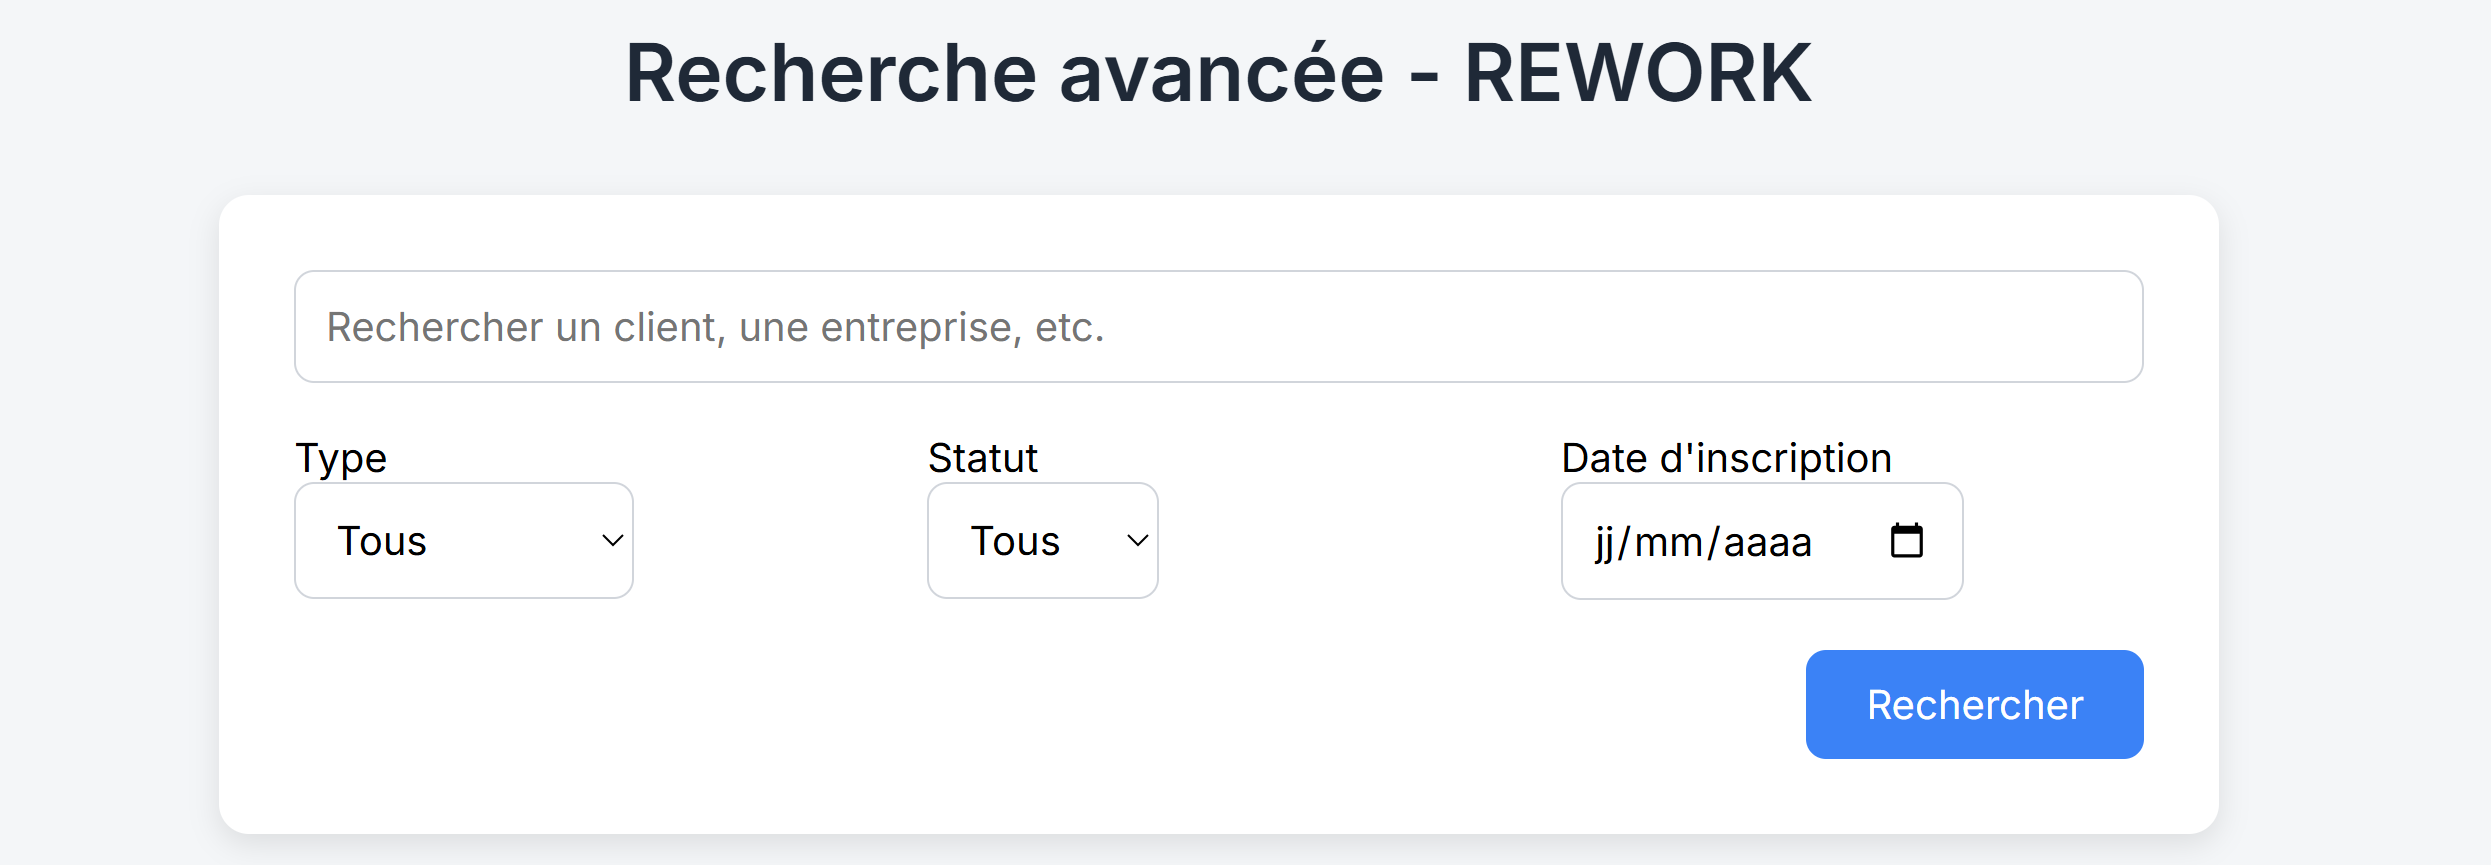 Recherche avancée - REWORK
Rechercher un client, une entreprise, etc.
Type Statut Date d'inscription
Tous Tous jj/mm/aaaa
Rechercher